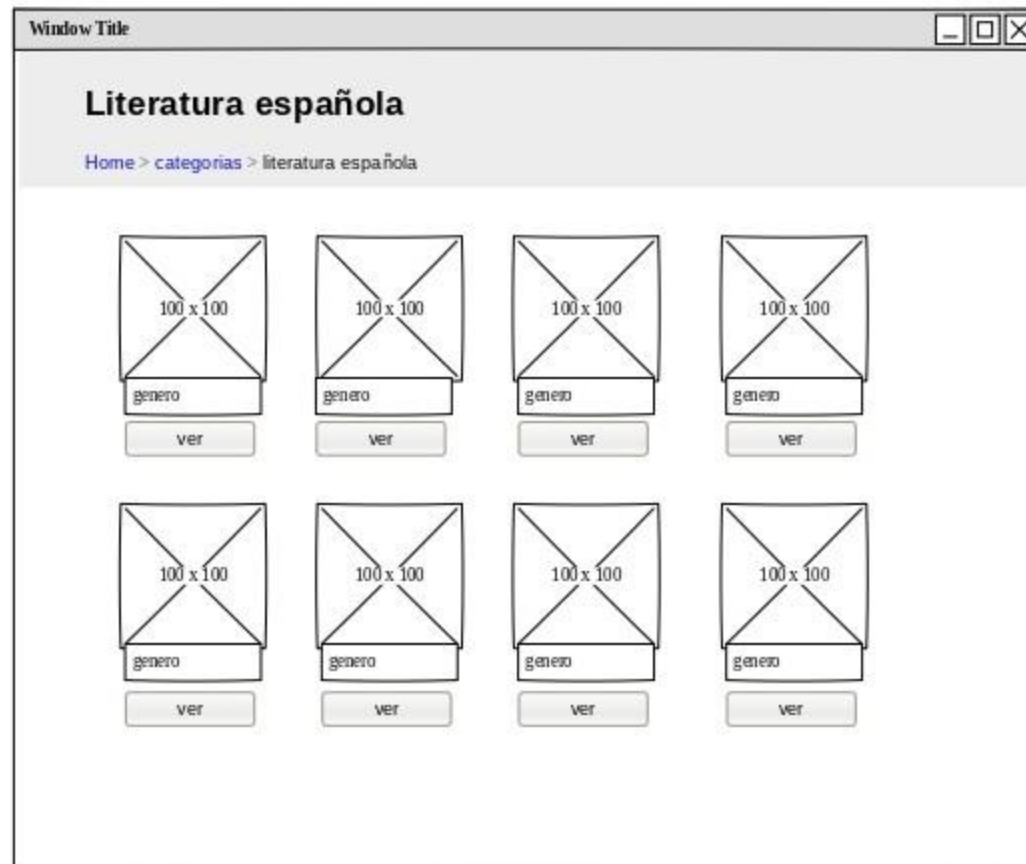 Window Title
Literatura española
Home > categorias > literatura española
100 x 100 100 x 100 100 x 100 100 x 100
genero genero genero genero
ver ver ver ver
100 x 100 100 x 100 100 x 100 100 x 100
genero genero genero genero
ver ver ver ver